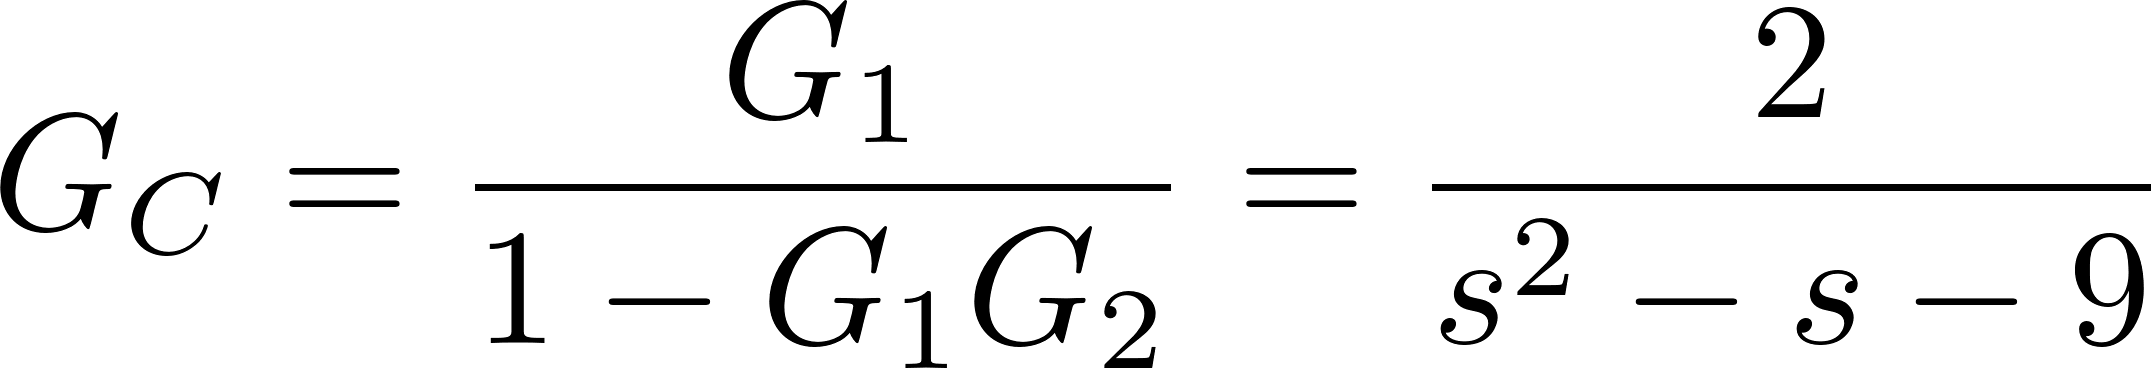 G_C = \frac{G_1}{1 - G_1 G_2} = \frac{2}{s^2 - s - 9}